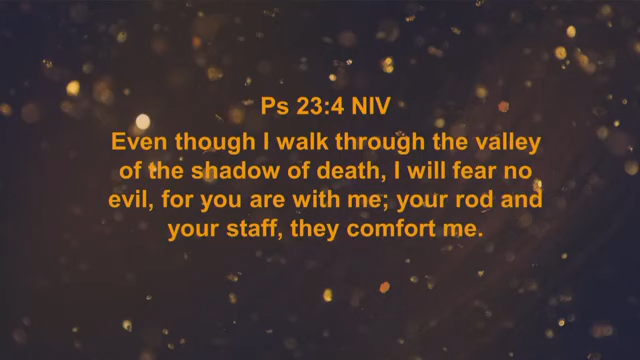 Ps 23:4 NIV
Even though I walk through the valley
of the shadow of death, I will fear no
evil, for you are with me; your rod and
your staff, they comfort me.